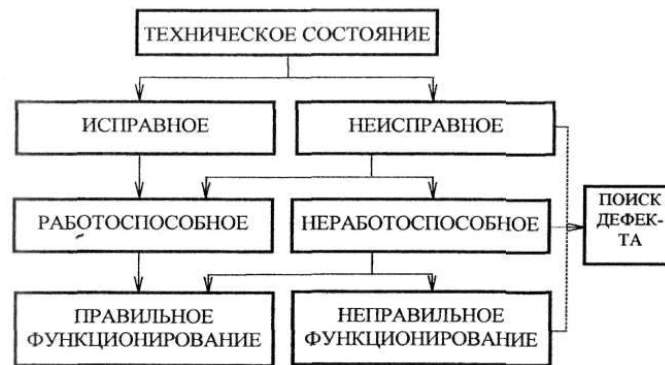 ТЕХНИЧЕСКОЕ СОСТОЯНИЕ
ИСПРАВНОЕ
НЕИСПРАВНОЕ
РАБОТОСПОСОБНОЕ
НЕРАБОТОСПОСОБНОЕ
ПОИСК
ДЕФЕК-
ТА
ПРАВИЛЬНОЕ
ФУНКЦИОНИРОВАНИЕ
НЕПРАВИЛЬНОЕ
ФУНКЦИОНИРОВАНИЕ